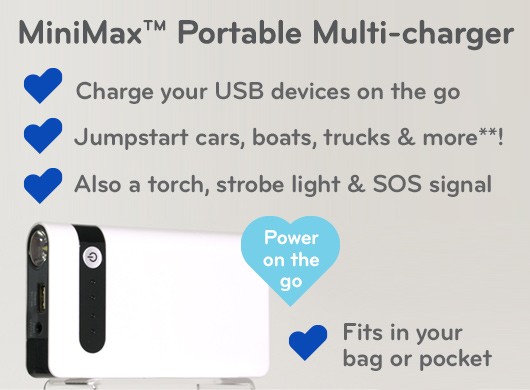 MiniMax™ Portable Multi-charger
Charge your USB devices on the go
Jumpstart cars, boats, trucks & more**!
Also a torch, strobe light & SOS signal
Power
on the
go
Fits in your
bag or pocket